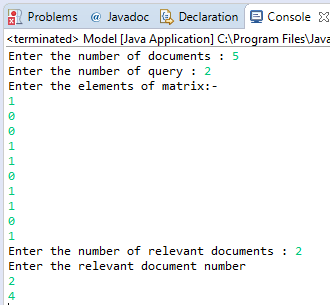 Problems @ Javadoc Declaration Console
<terminated> Model [Java Application] C:\Program Files\Java
Enter the number of documents : 5
Enter the number of query : 2
Enter the elements of matrix:-
1
0
0
1
1
0
1
1
0
1
Enter the number of relevant documents : 2
Enter the relevant document number
2
4